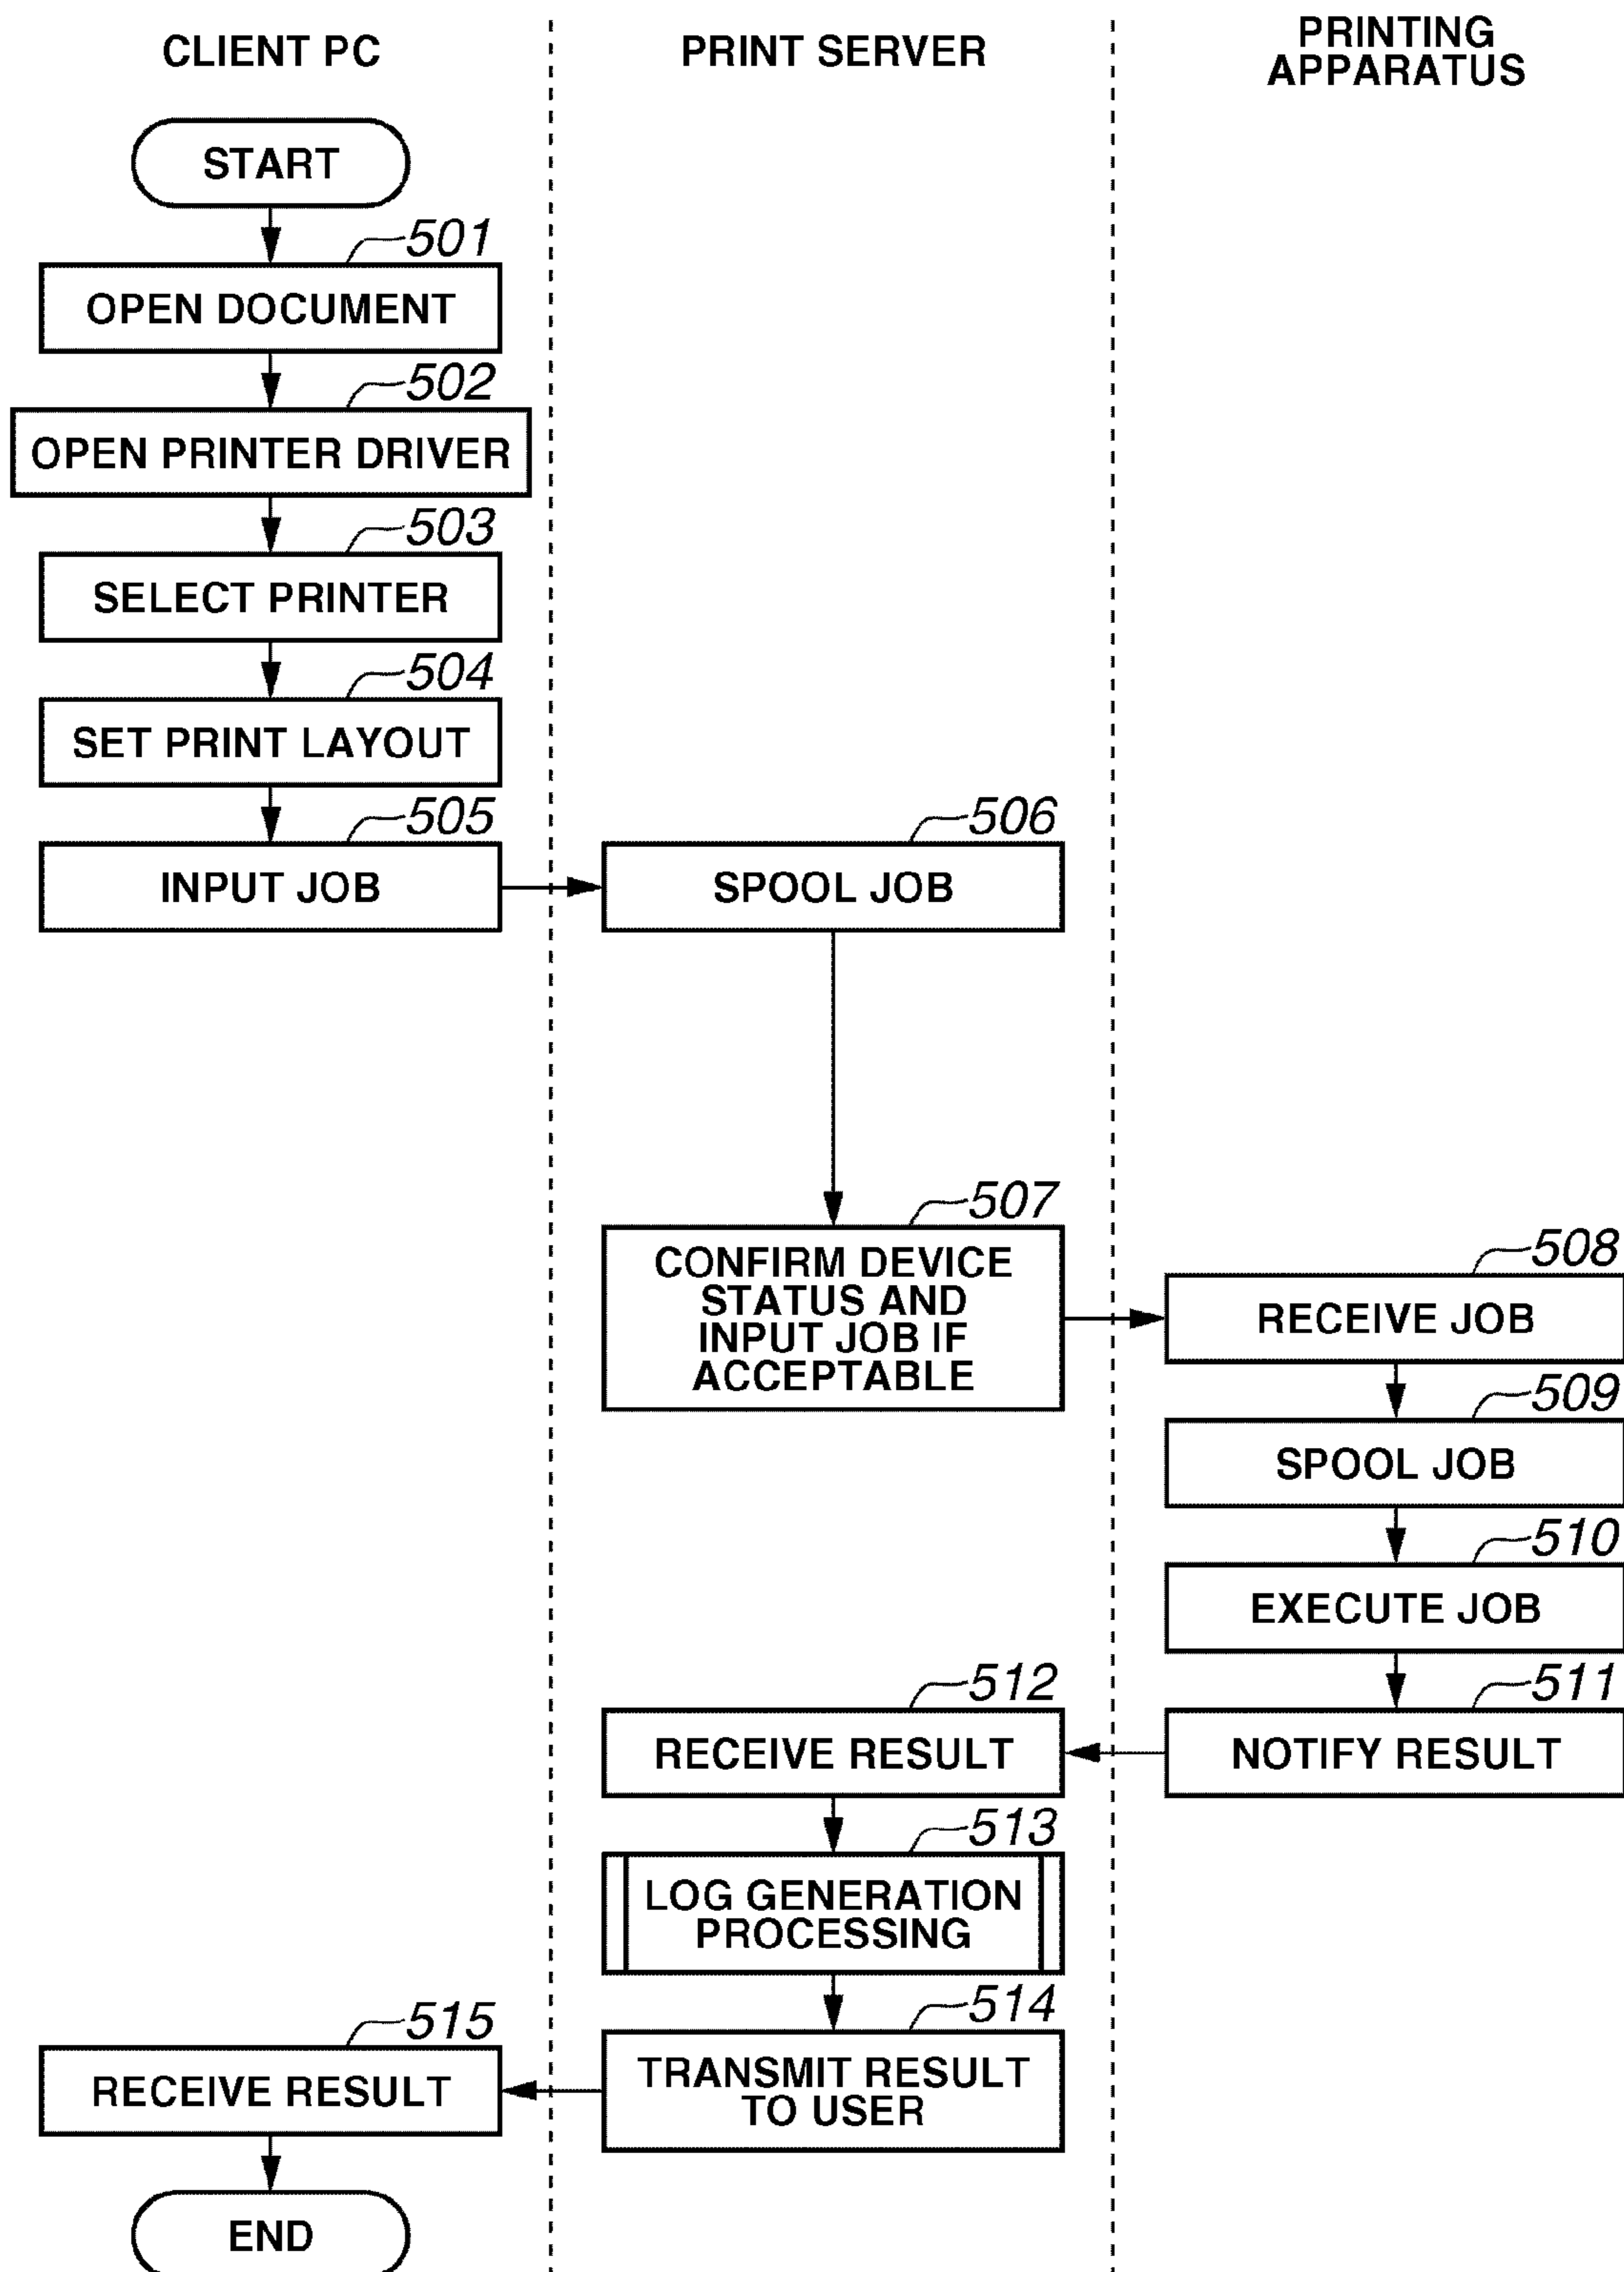 CLIENT PC
PRINT SERVER
PRINTING
APPARATUS
START
501
OPEN DOCUMENT
502
OPEN PRINTER DRIVER
503
SELECT PRINTER
504
SET PRINT LAYOUT
505
INPUT JOB
506
SPOOL JOB
507
CONFIRM DEVICE
STATUS AND
INPUT JOB IF
ACCEPTABLE
508
RECEIVE JOB
509
SPOOL JOB
510
EXECUTE JOB
511
NOTIFY RESULT
512
RECEIVE RESULT
513
LOG GENERATION
PROCESSING
514
TRANSMIT RESULT
TO USER
515
RECEIVE RESULT
END